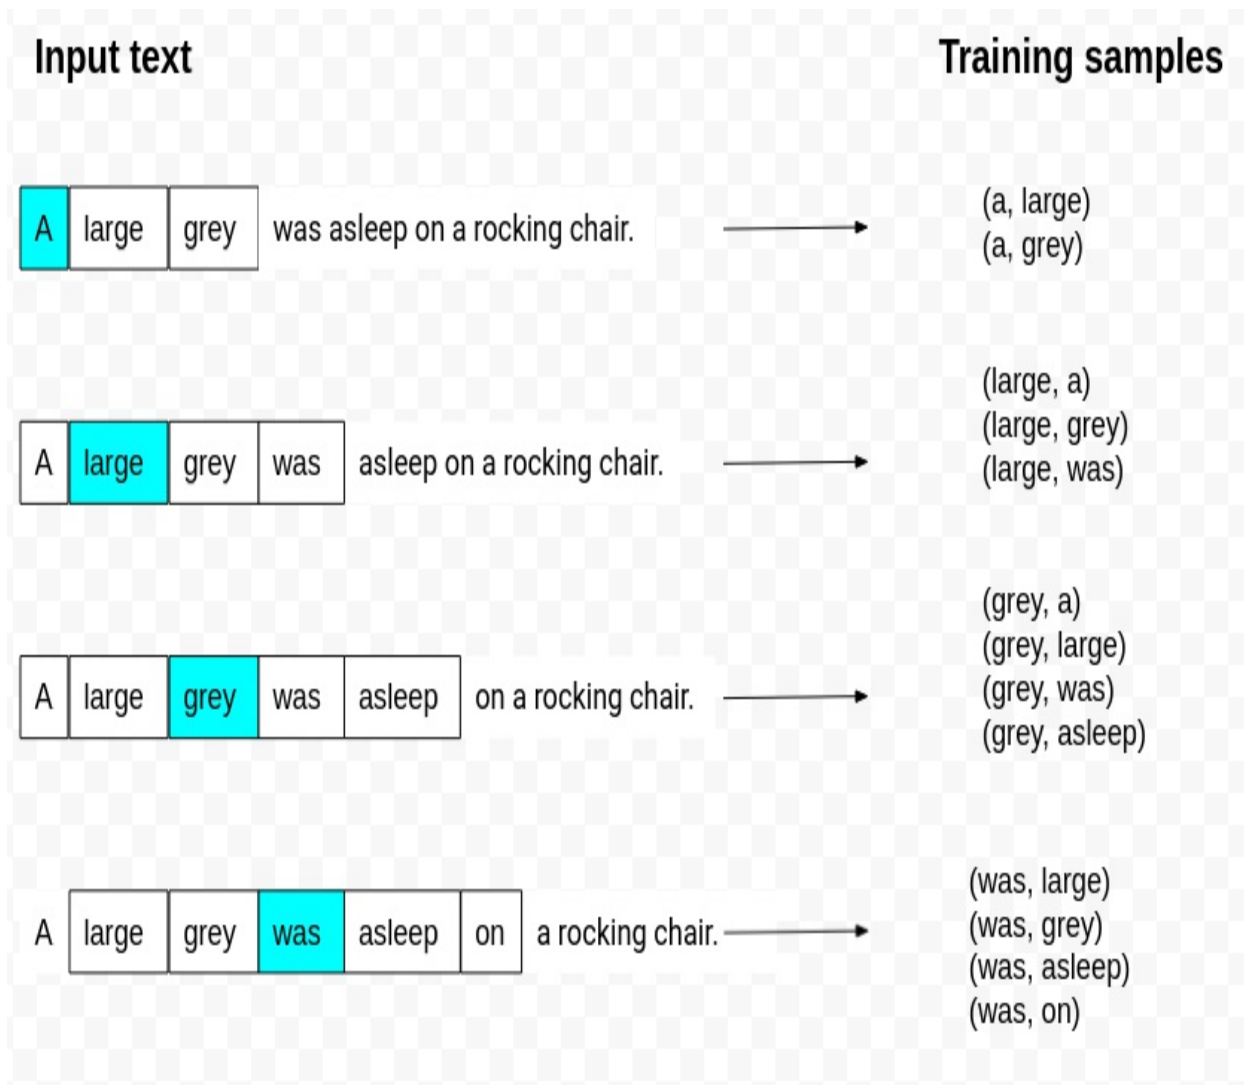 Input text
Training samples
A large grey was asleep on a rocking chair.
(a, large)
(a, grey)
A large grey was asleep on a rocking chair.
(large, a)
(large, grey)
(large, was)
A large grey was asleep on a rocking chair.
(grey, a)
(grey, large)
(grey, was)
(grey, asleep)
A large grey was asleep on a rocking chair.
(was, large)
(was, grey)
(was, asleep)
(was, on)